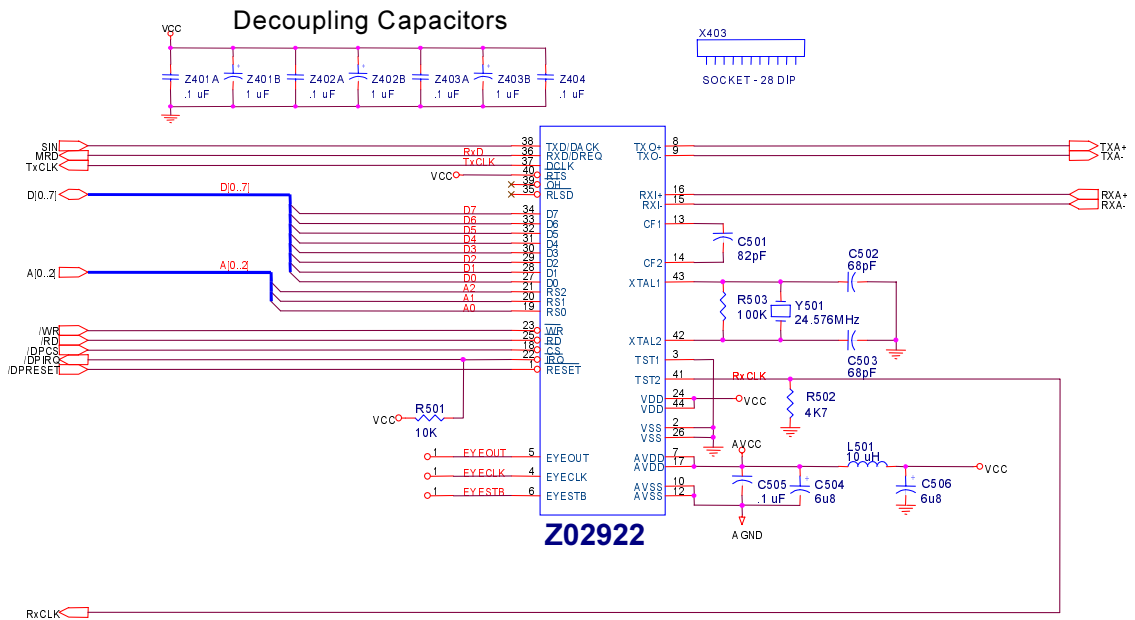 Decoupling Capacitors
VCC
X403
SOCKET - 28 DIP
Z401A
.1 uF
Z401B
1 uF
Z402A
.1 uF
Z402B
1 uF
Z403A
.1 uF
Z403B
1 uF
Z404
.1 uF
SIN
MRD
TxCLK
RxD
TxCLK
VCC
38 TXD/DACK
36 RXD/DREQ
37 DCLK
40 RTS
39 OH
35 RLSD
D[0..7]
D[0..7]
D7 34 D7
D6 33 D6
D5 32 D5
D4 31 D4
D3 30 D3
D2 29 D2
D1 28 D1
D0 27 D0
A[0..2]
A[0..2]
A2 21 RS2
A1 20 RS1
A0 19 RS0
/WR 23 WR
/RD 25 RD
/DPCS 18 CS
/DPIRQ 22 IRQ
/DPRESET 1 RESET
VCC
R501
10K
1 EYEOUT 5 EYEOUT
1 EYECLK 4 EYECLK
1 EYESTB 6 EYESTB
TXO+ 8 TXA+
TXO- 9 TXA-
RXI+ 16 RXA+
RXI- 15 RXA-
CF1 13
C501
82pF
CF2 14
XTAL1 43
C502
68pF
R503
100K
Y501
24.576MHz
XTAL2 42
C503
68pF
TST1 3
TST2 41 RxCLK
R502
4K7
VDD 24
VDD 44
VCC
VSS 2
VSS 26
AVCC
AVDD 7
AVDD 17
L501
10 uH
VCC
AVSS 10
AVSS 12
C505
.1 uF
C504
6u8
C506
6u8
AGND
Z02922
RxCLK